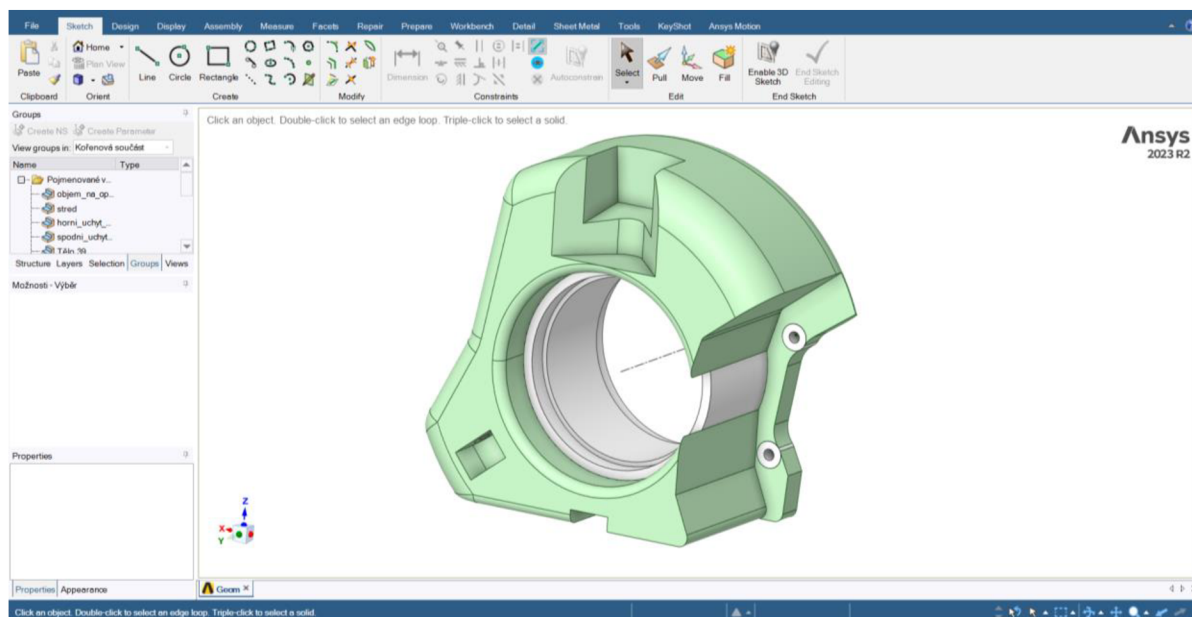 File Sketch Design Display Assembly Measure Facets Repair Prepare Workbench Detail Sheet Metal Tools KeyShot Ansys Motion
Home
Plan View
Paste
Line Circle Rectangle
Dimension
Autoconstrain
Select Pull Move Fill
Enable 3D Sketch
End Sketch Editing
Clipboard Orient Create Modify Constraints Edit End Sketch
Groups
Create NS Create Parameter
View groups in: Kořenová součást
Name Type
Pojmenované v...
objem_na_op...
stred
horni_uchyt_...
spodni_uchyt...
Tělo 39
Structure Layers Selection Groups Views
Možnosti - Výběr
Properties
Properties Appearance
Click an object. Double-click to select an edge loop. Triple-click to select a solid.
Ansys
2023 R2
Z
X
Y
Geom
Click an object. Double-click to select an edge loop. Triple-click to select a solid.